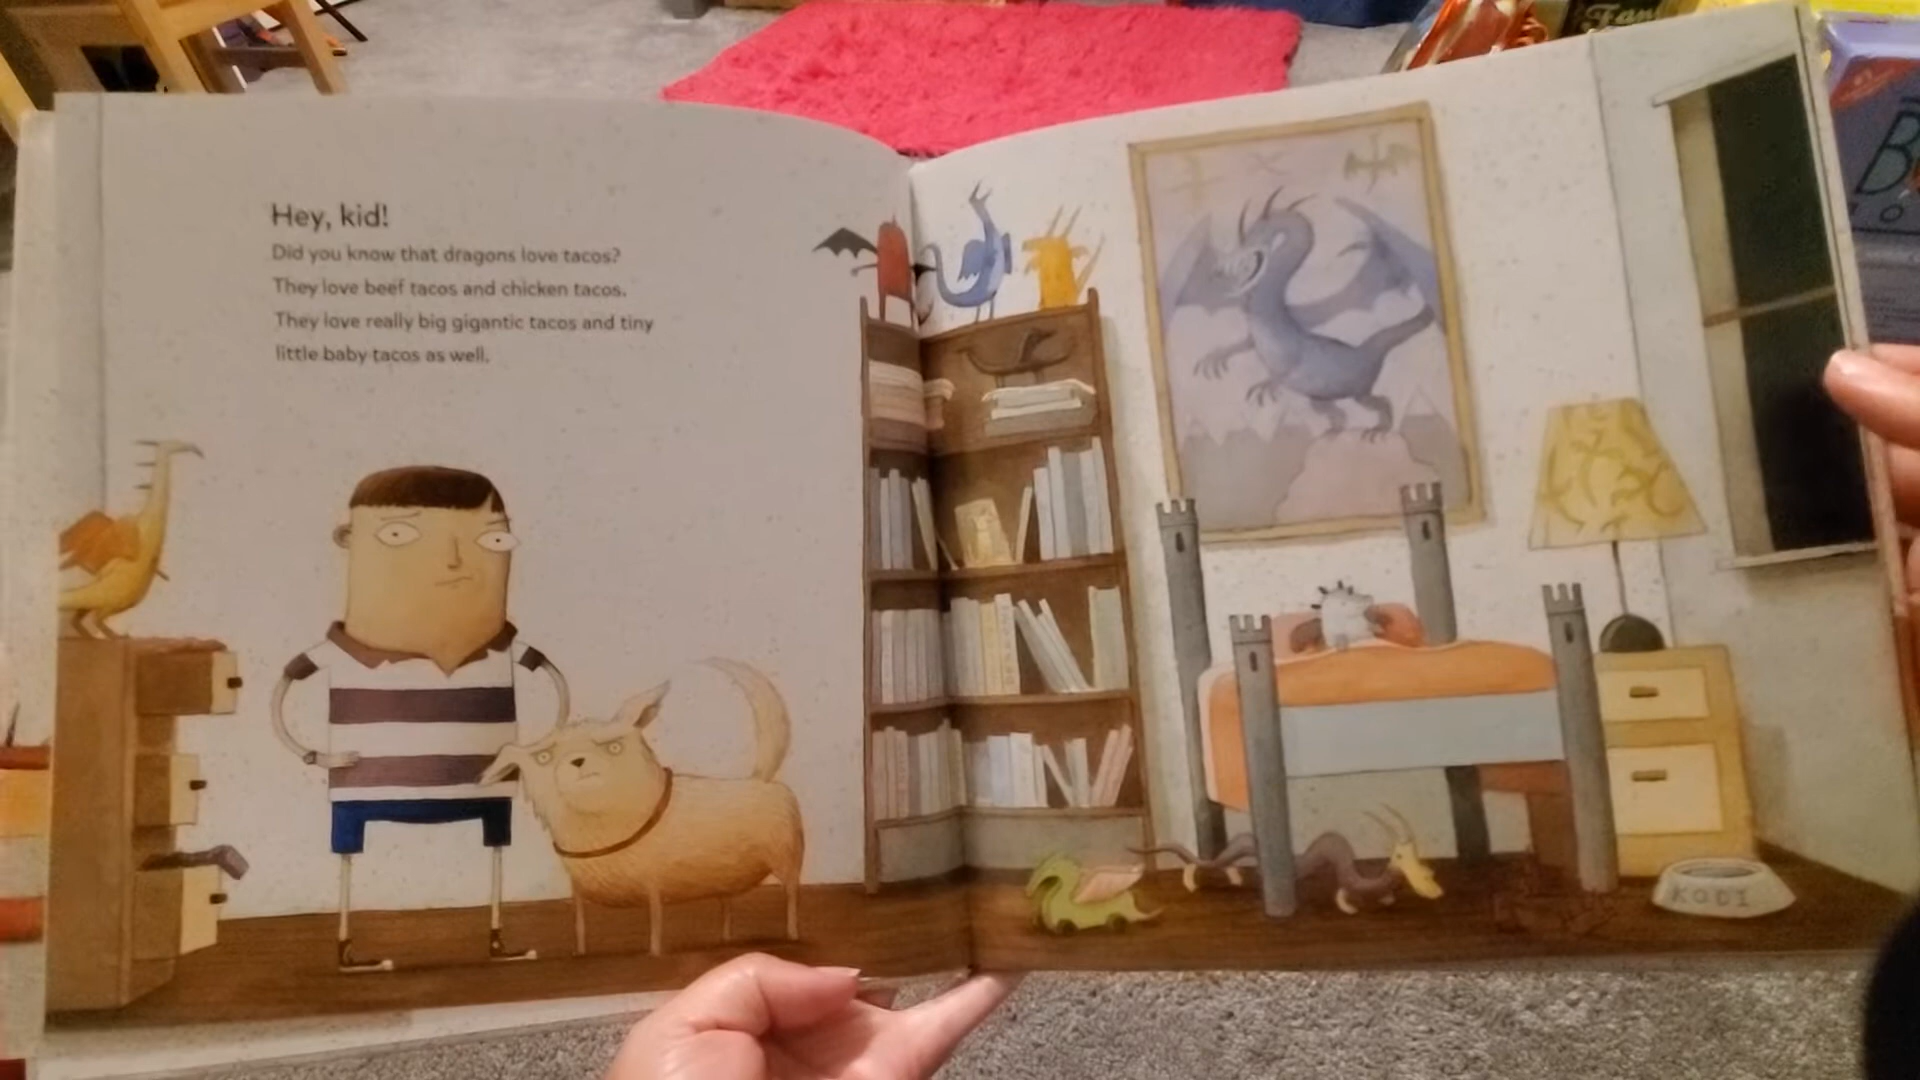 Hey, kid!
Did you know that dragons love tacos?
They love beef tacos and chicken tacos.
They love really big gigantic tacos and tiny
little baby tacos as well.
KODI